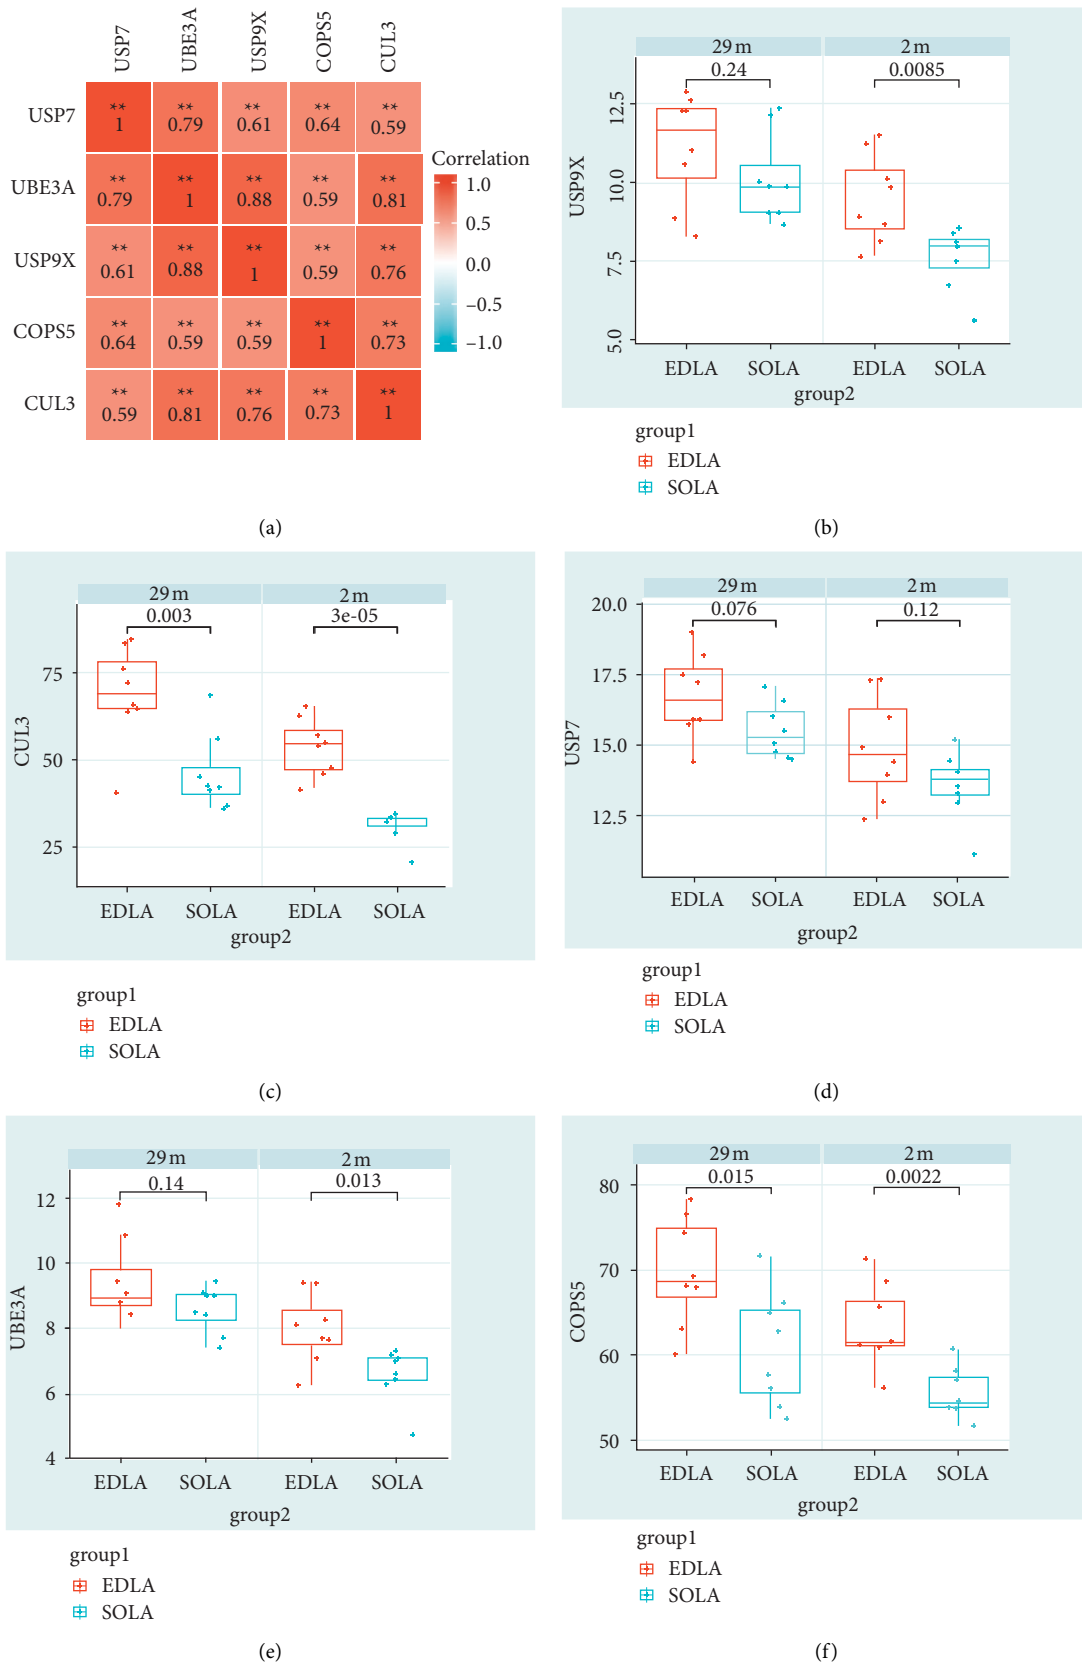 USP7 UBE3A USP9X COPS5 CUL3
USP7 ** 1 ** 0.79 ** 0.61 ** 0.64 ** 0.59
UBE3A ** 0.79 ** 1 ** 0.88 ** 0.59 ** 0.81
USP9X ** 0.61 ** 0.88 ** 1 ** 0.59 ** 0.76
COPS5 ** 0.64 ** 0.59 ** 0.59 ** 1 ** 0.73
CUL3 ** 0.59 ** 0.81 ** 0.76 ** 0.73 ** 1
Correlation
1.0
0.5
0.0
−0.5
−1.0
(a)
29 m 2 m
0.24 0.0085
USP9X
12.5
10.0
7.5
5.0
EDLA SOLA EDLA SOLA
group2
group1
EDLA
SOLA
(b)
29 m 2 m
0.003 3e-05
CUL3
75
50
25
EDLA SOLA EDLA SOLA
group2
group1
EDLA
SOLA
(c)
29 m 2 m
0.076 0.12
USP7
20.0
17.5
15.0
12.5
EDLA SOLA EDLA SOLA
group2
group1
EDLA
SOLA
(d)
29 m 2 m
0.14 0.013
UBE3A
12
10
8
6
4
EDLA SOLA EDLA SOLA
group2
group1
EDLA
SOLA
(e)
29 m 2 m
0.015 0.0022
COPS5
80
70
60
50
EDLA SOLA EDLA SOLA
group2
group1
EDLA
SOLA
(f)